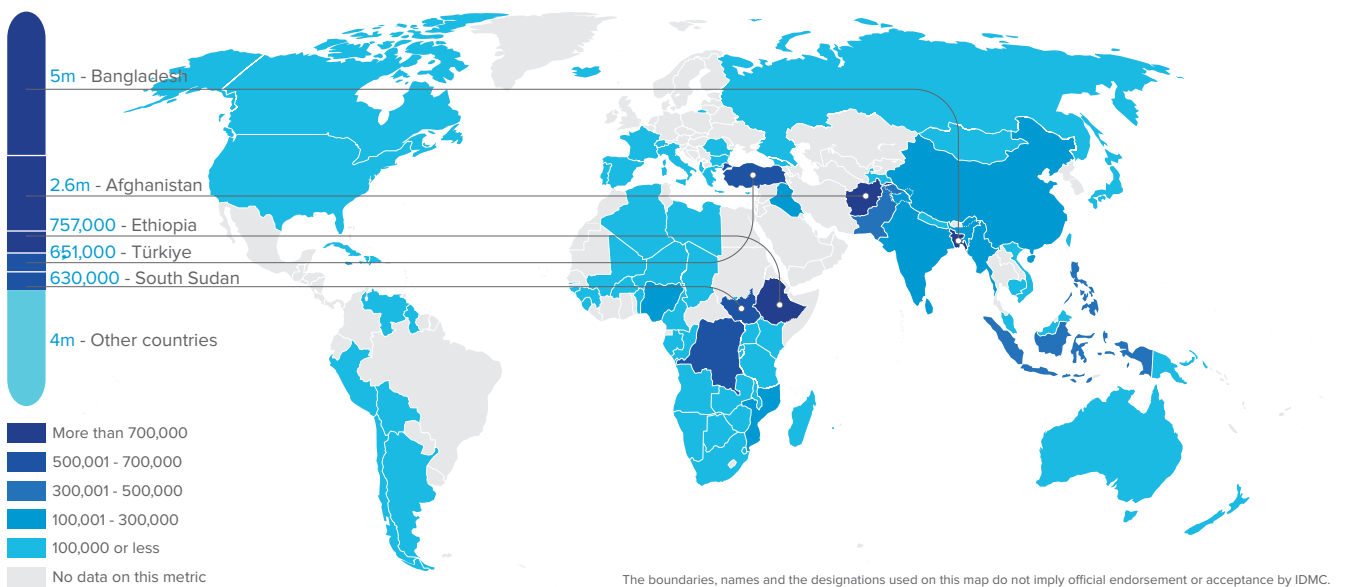 5m - Bangladesh
2.6m - Afghanistan
757,000 - Ethiopia
651,000 - Türkiye
630,000 - South Sudan
4m - Other countries
More than 700,000
500,001 - 700,000
300,001 - 500,000
100,001 - 300,000
100,000 or less
No data on this metric
The boundaries, names and the designations used on this map do not imply official endorsement or acceptance by IDMC.